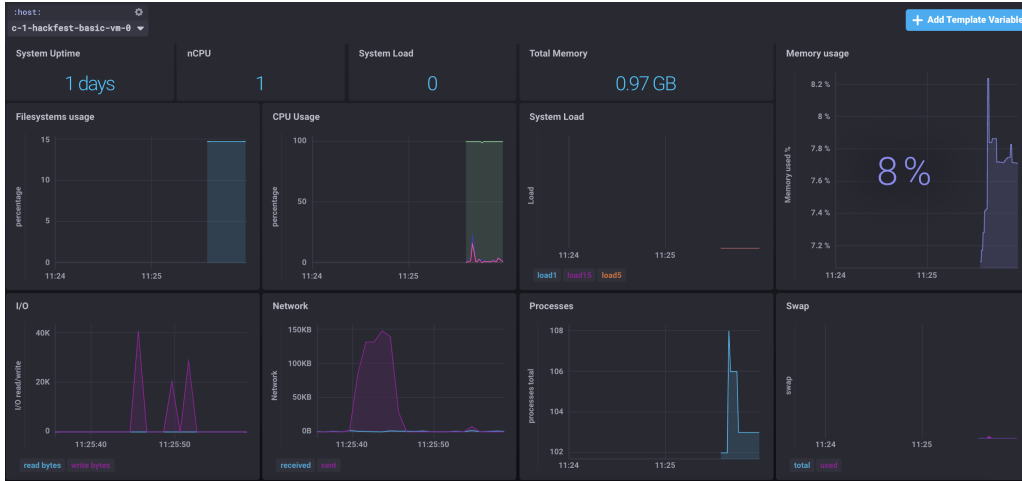 :host:
c-1-hackfest-basic-vm-0
+ Add Template Variable
System Uptime
1 days
nCPU
1
System Load
0
Total Memory
0.97 GB
Memory usage
8.2 %
8 %
7.8 %
7.6 %
7.4 %
7.2 %
Memory used %
8%
11:24
11:25
Filesystems usage
15
10
5
0
percentage
11:24
11:25
CPU Usage
100
50
0
percentage
11:24
11:25
System Load
Load
11:24
11:25
load1
load15
load5
I/O
40K
20K
0
I/O read/write
11:25:40
11:25:50
read bytes
write bytes
Network
150KB
100KB
50KB
0B
Network
11:25:40
11:25:50
received
sent
Processes
108
106
104
102
processes total
11:24
11:25
Swap
swap
11:24
11:25
total
used